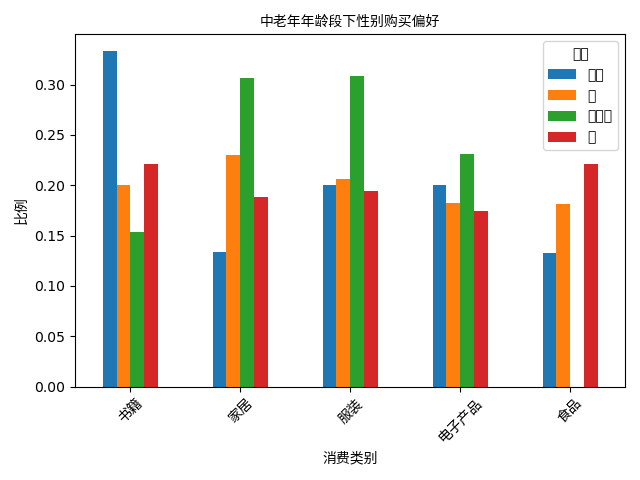 中老年年龄段下性别购买偏好
比例
0.30
0.25
0.20
0.15
0.10
0.05
0.00
书籍
家居
服装
电子产品
食品
消费类别